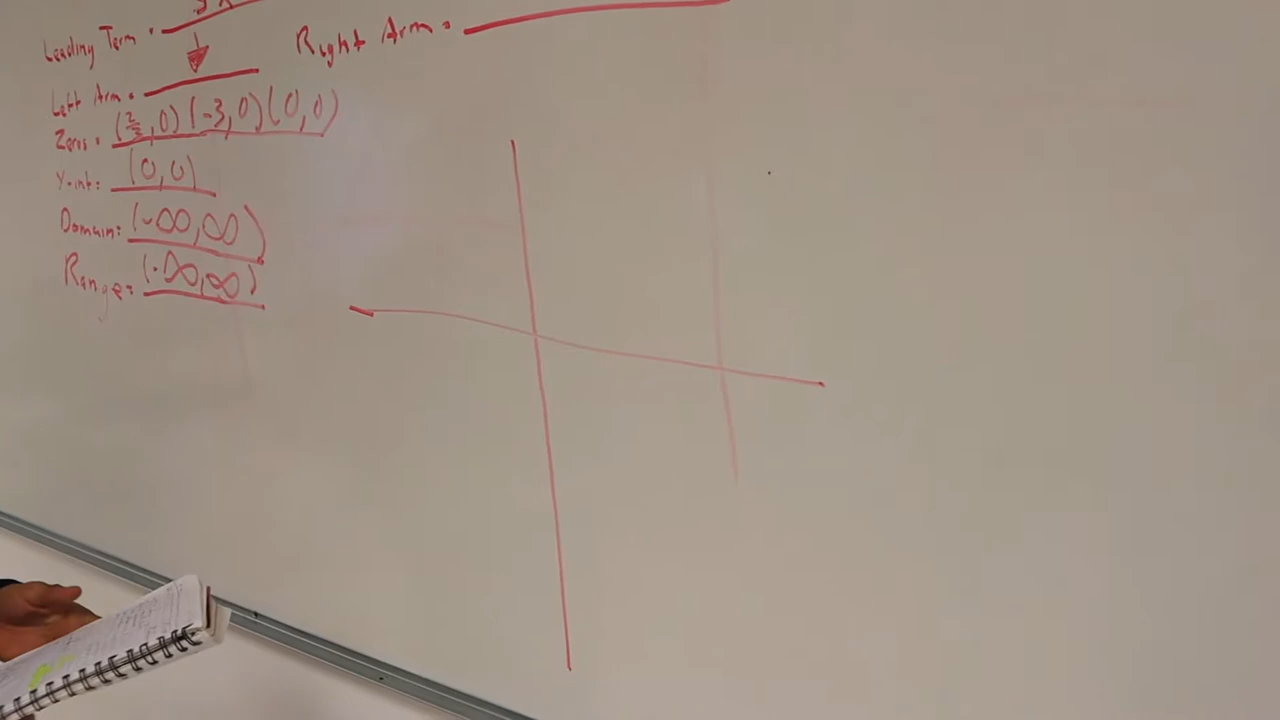 Leading Term =
Right Arm =
Left Arm =
Zeros = (2/3,0) (-3,0) (0,0)
Y-int: (0,0)
Domain: (-∞,∞)
Range: (-∞,∞)